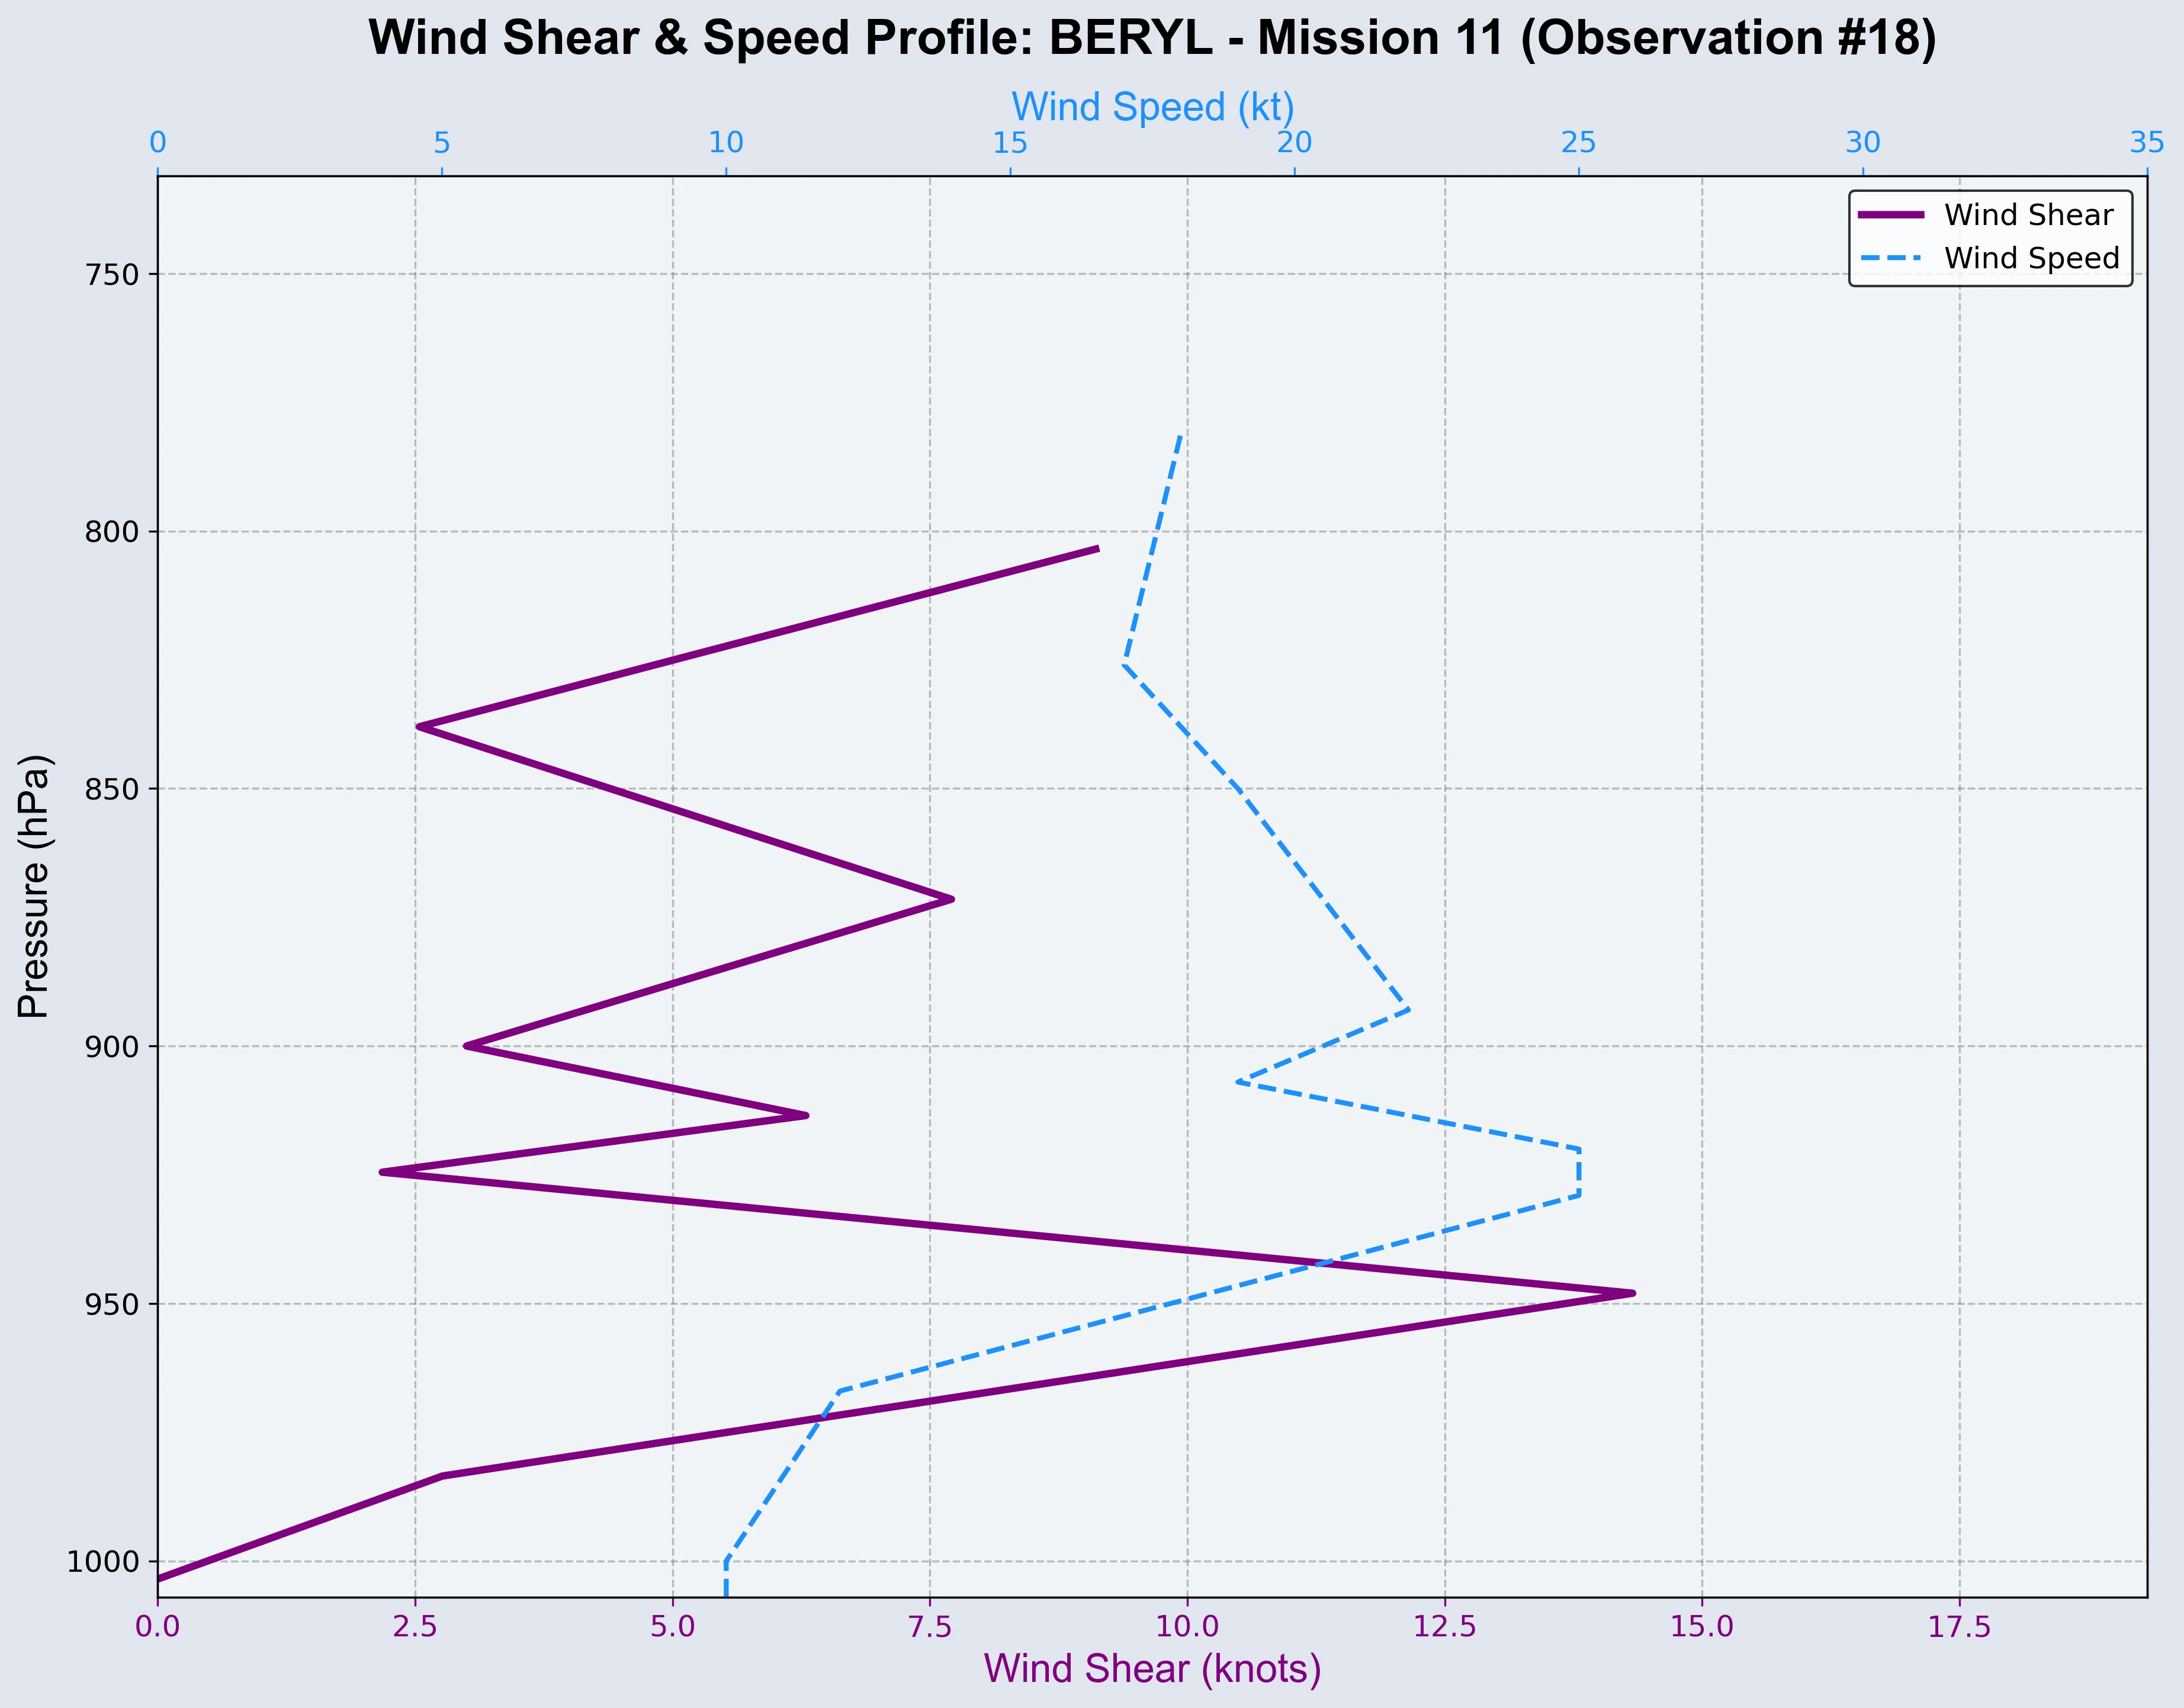 Wind Shear & Speed Profile: BERYL - Mission 11 (Observation #18)
Wind Speed (kt)
0 5 10 15 20 25 30 35
Wind Shear
Wind Speed
750
800
850
900
950
1000
Pressure (hPa)
0.0 2.5 5.0 7.5 10.0 12.5 15.0 17.5
Wind Shear (knots)